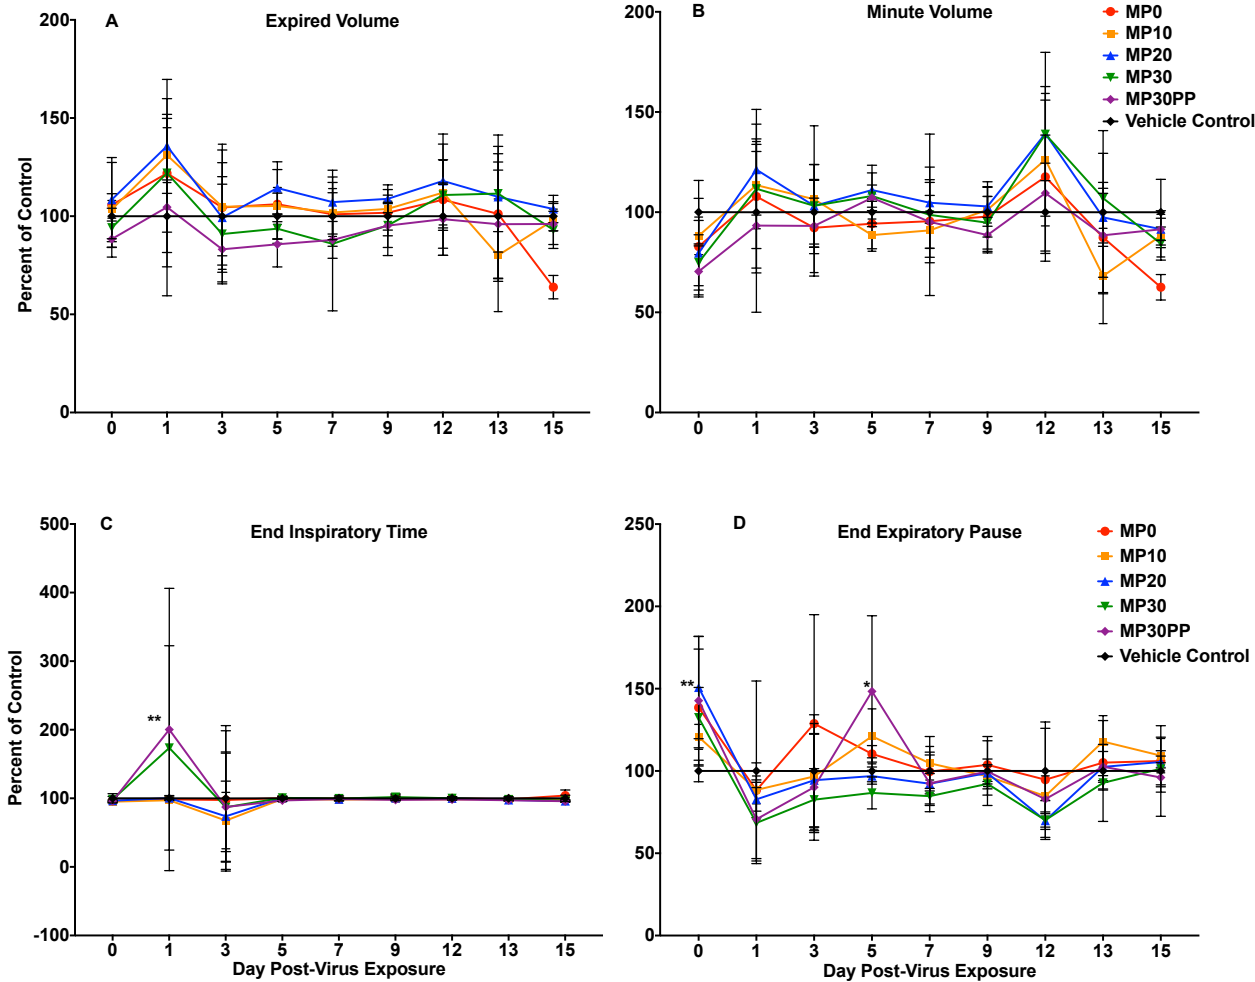 A
Expired Volume
200
150
100
50
0
Percent of Control
0 1 3 5 7 9 12 13 15
B
Minute Volume
200
150
100
50
0
0 1 3 5 7 9 12 13 15
MP0
MP10
MP20
MP30
MP30PP
Vehicle Control
C
End Inspiratory Time
500
400
300
200
100
0
-100
Percent of Control
**
0 1 3 5 7 9 12 13 15
Day Post-Virus Exposure
D
End Expiratory Pause
250
200
150
100
50
0
**
*
0 1 3 5 7 9 12 13 15
Day Post-Virus Exposure
MP0
MP10
MP20
MP30
MP30PP
Vehicle Control